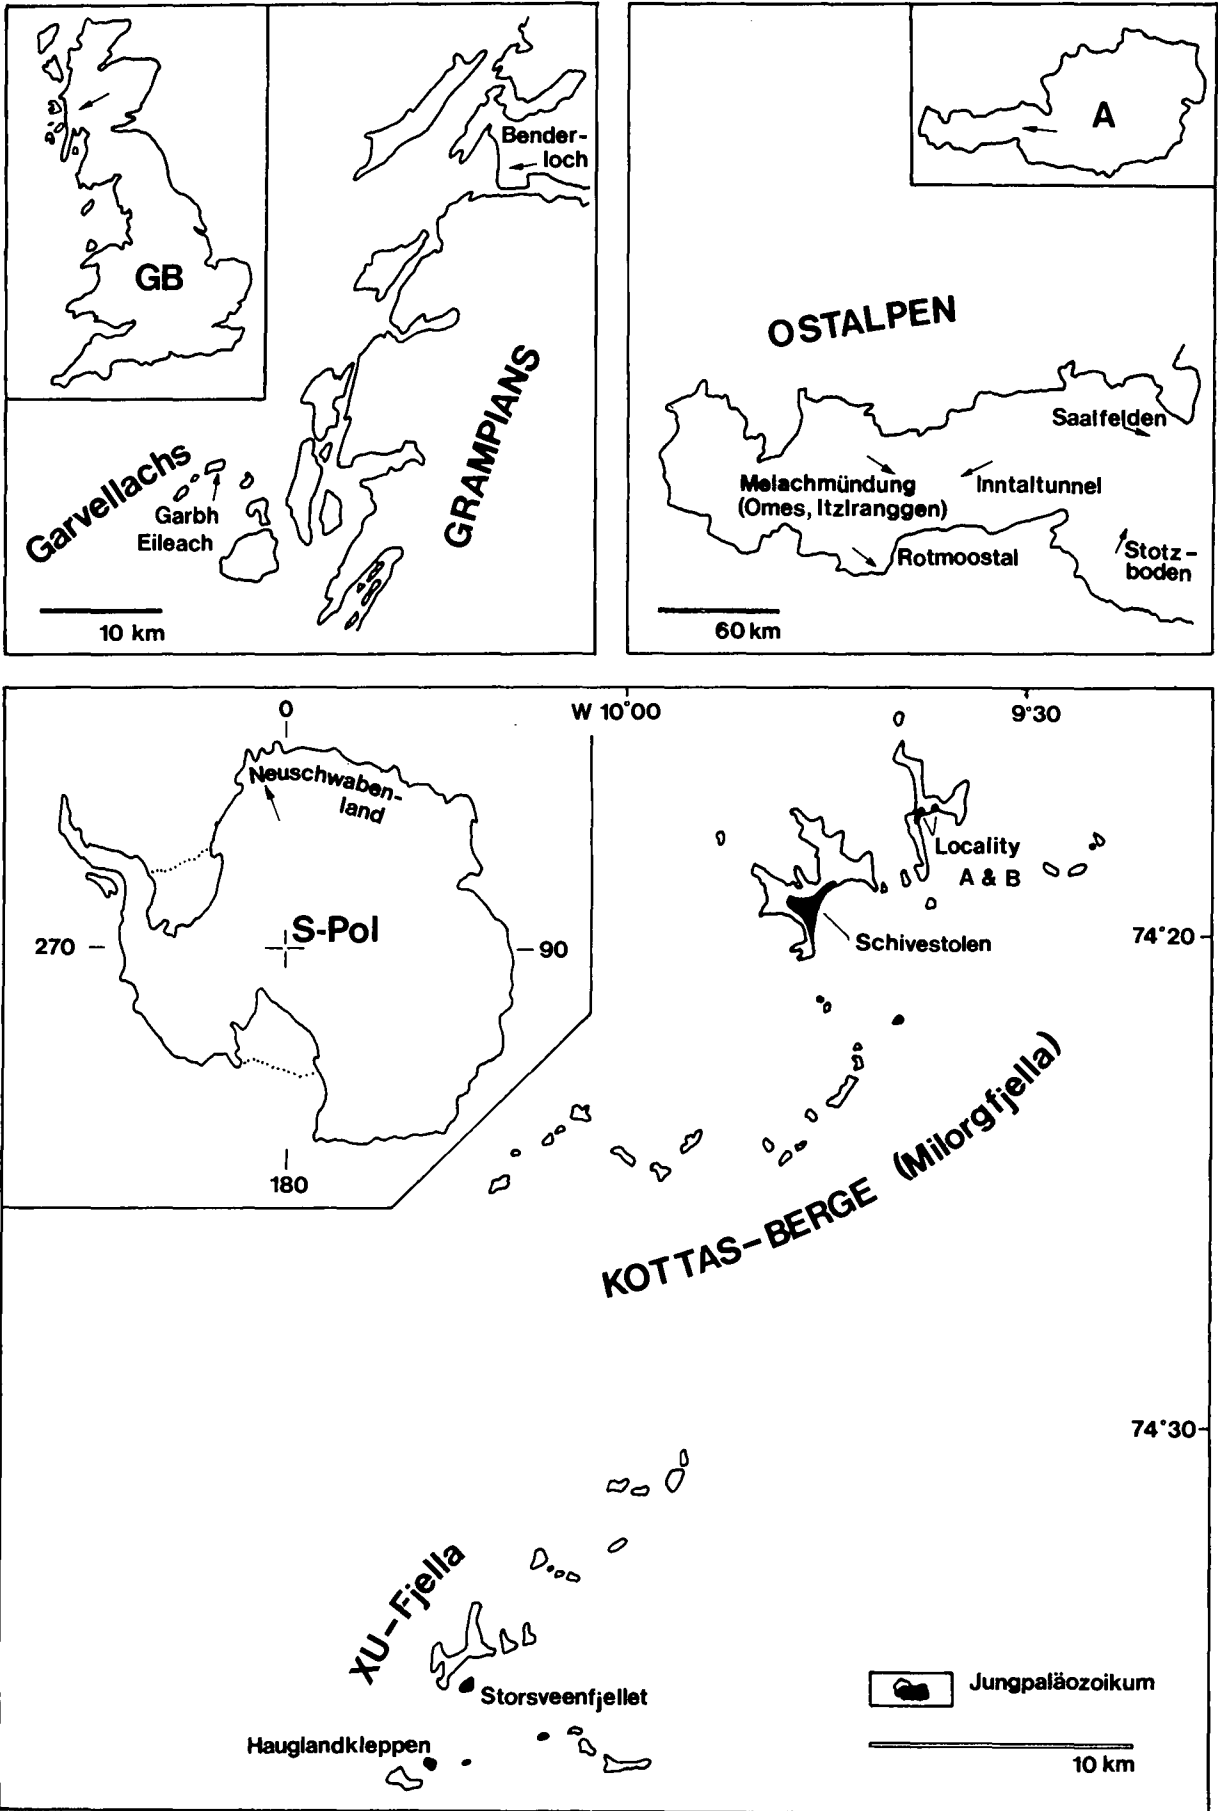 GB
Bender-
loch
GRAMPIANS
Garvellachs
Garbh
Eileach
10 km
A
OSTALPEN
Saalfelden
Melachmündung
(Omes, Itzlranggen)
Inntaltunnel
Rotmoostal
Stotz-
boden
60 km
0
Neuschwaben-
land
S-Pol
270
90
180
W 10°00
9°30
Locality
A & B
Schivestolen
74°20
KOTTAS-BERGE (Milorgfjella)
74°30
XU-Fjella
Storsveenfjellet
Hauglandkleppen
Jungpaläozoikum
10 km